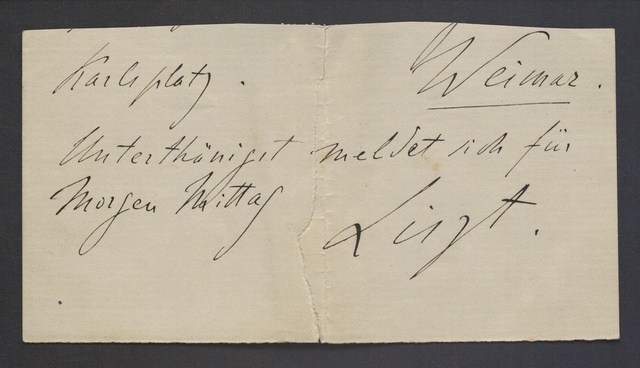 Karlsplatz. Weimar.
Unterthänigst meldet sich für
Morgen Mittag Liszt.